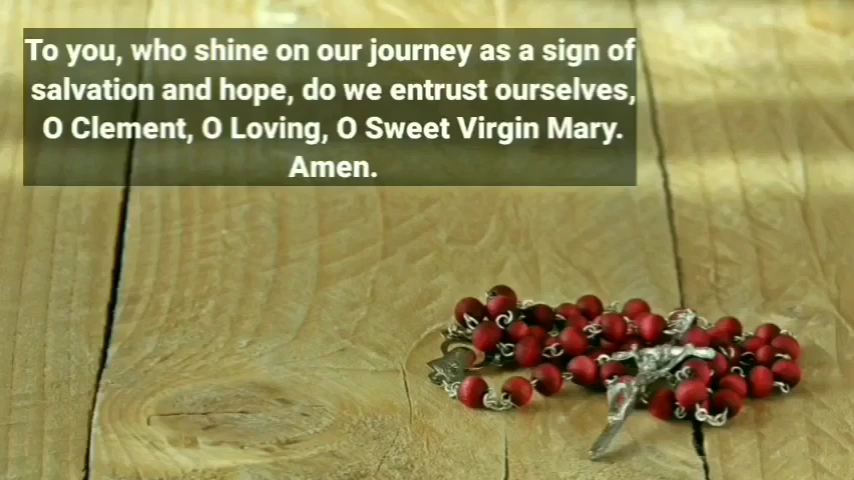 To you, who shine on our journey as a sign of
salvation and hope, do we entrust ourselves,
O Clement, O Loving, O Sweet Virgin Mary.
Amen.